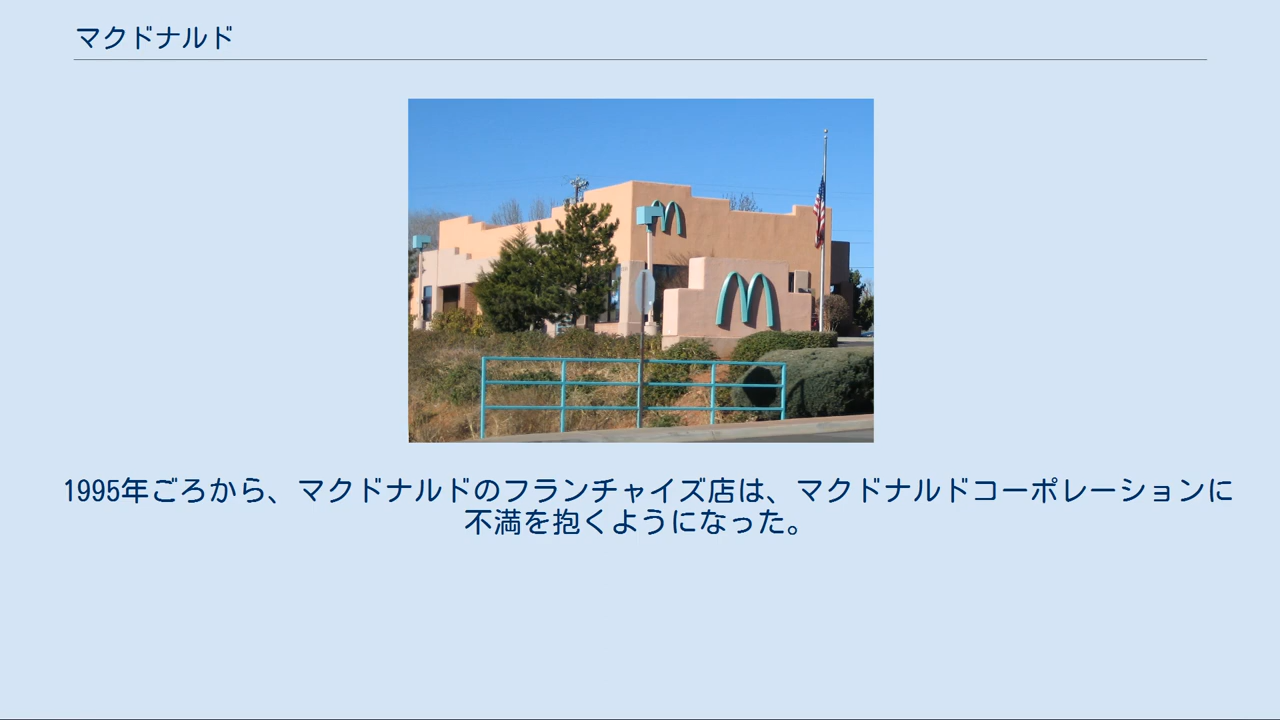 マクドナルド
1995年ごろから、マクドナルドのフランチャイズ店は、マクドナルドコーポレーションに
不満を抱くようになった。